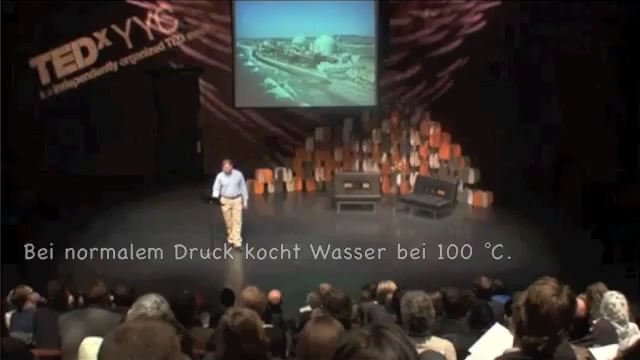 TEDxYYC
x = independently organized TED event
Bei normalem Druck kocht Wasser bei 100 °C.